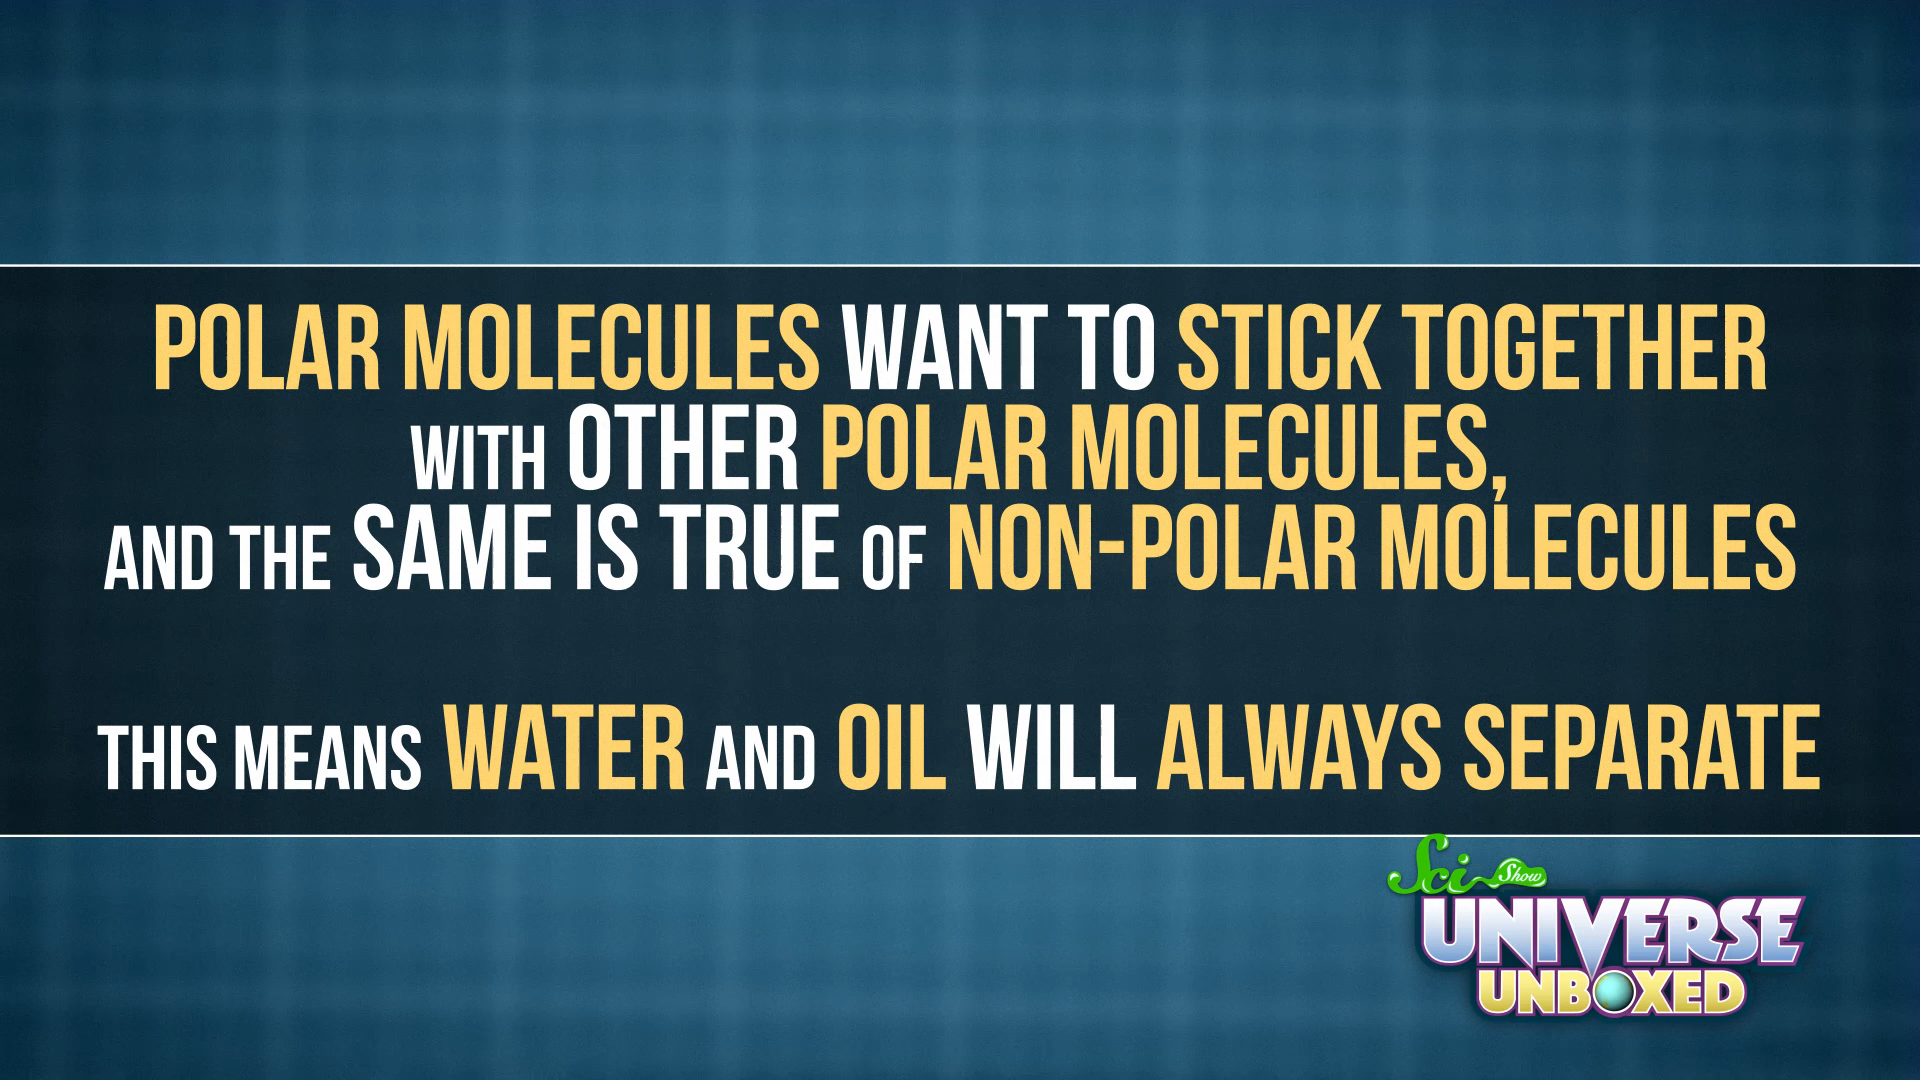 POLAR MOLECULES WANT TO STICK TOGETHER
WITH OTHER POLAR MOLECULES,
AND THE SAME IS TRUE OF NON-POLAR MOLECULES
THIS MEANS WATER AND OIL WILL ALWAYS SEPARATE
Sci Show
UNIVERSE
UNBOXED